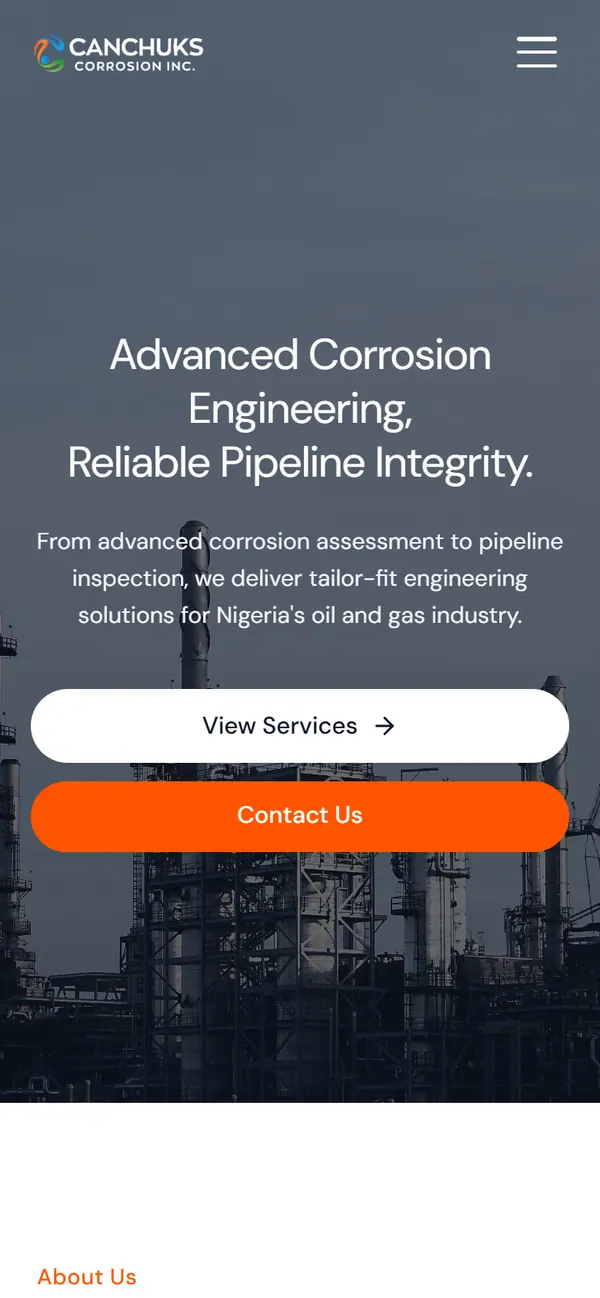 CANCHUKS
CORROSION INC.
Advanced Corrosion
Engineering,
Reliable Pipeline Integrity.
From advanced corrosion assessment to pipeline
inspection, we deliver tailor-fit engineering
solutions for Nigeria's oil and gas industry.
View Services →
Contact Us
About Us